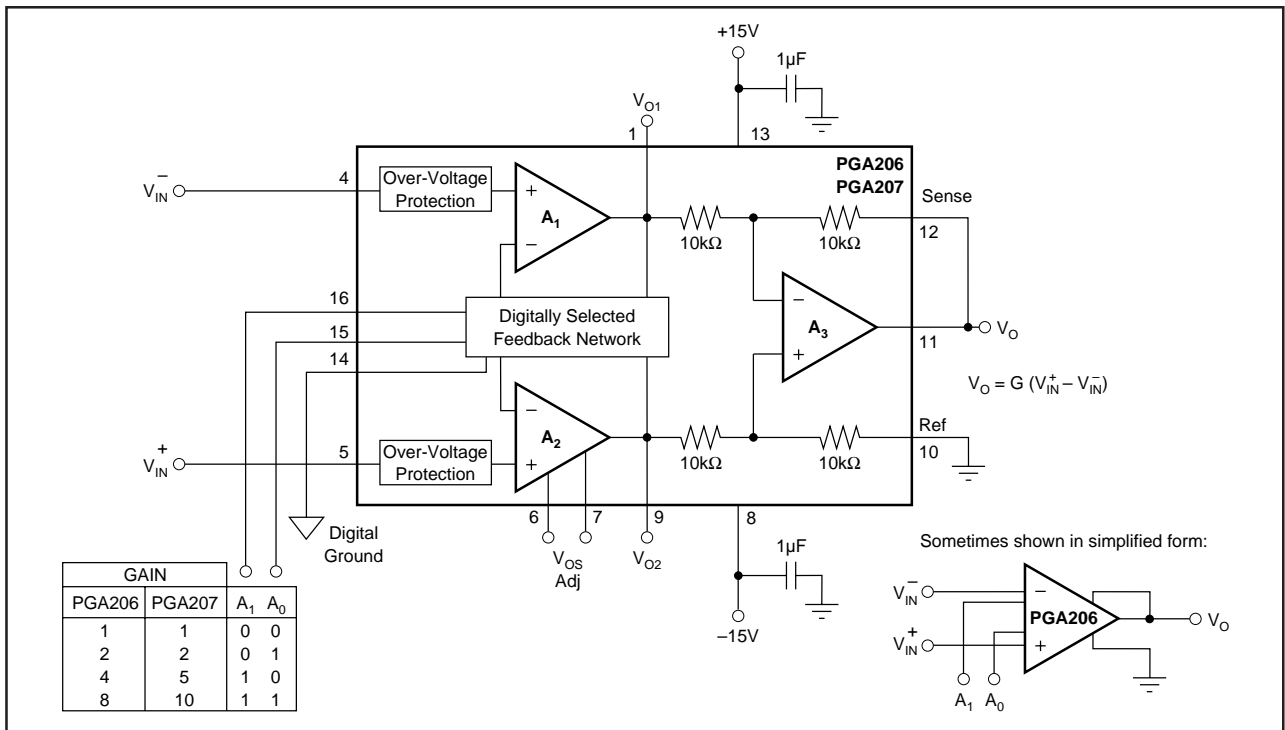 +15V
1µF
V_O1
1
13
PGA206
PGA207
V_IN^–
4
Over-Voltage
Protection
+
A_1
–
10kΩ
10kΩ
Sense
12
16
15
14
Digitally Selected
Feedback Network
–
A_3
+
11
V_O
V_O = G (V_IN^+ – V_IN^–)
V_IN^+
5
Over-Voltage
Protection
–
A_2
+
10kΩ
10kΩ
Ref
10
6
7
9
8
Digital
Ground
V_OS
Adj
V_O2
1µF
–15V
Sometimes shown in simplified form:
V_IN^–
V_IN^+
–
PGA206
+
V_O
A_1 A_0
GAIN
PGA206 PGA207 A_1 A_0
1 1 0 0
2 2 0 1
4 5 1 0
8 10 1 1